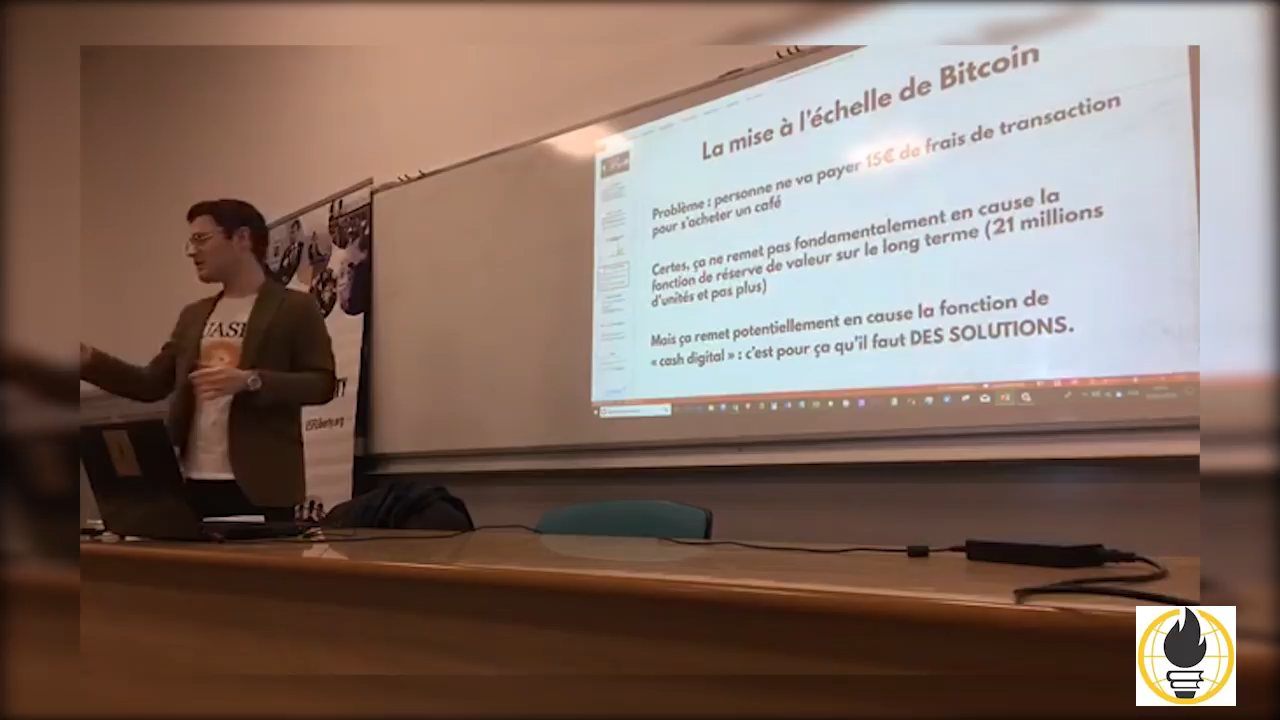 La mise à l'échelle de Bitcoin
Problème : personne ne va payer 15€ de frais de transaction
pour s'acheter un café
Certes, ça ne remet pas fondamentalement en cause la
fonction de réserve de valeur sur le long terme (21 millions
d'unités et pas plus)
Mais ça remet potentiellement en cause la fonction de
« cash digital » : c'est pour ça qu'il faut DES SOLUTIONS.